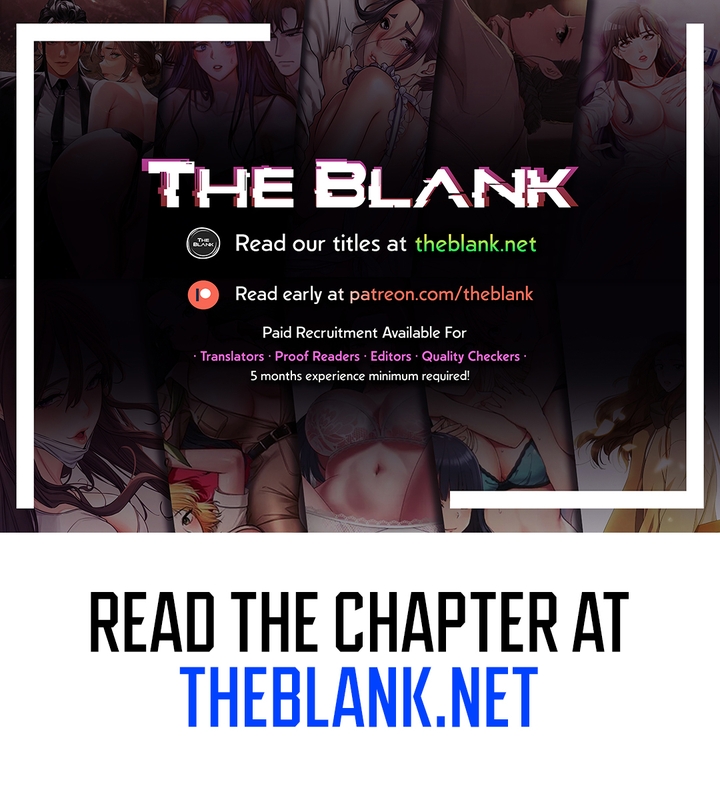 THE BLANK
THE
BLANK
Read our titles at theblank.net
Read early at patreon.com/theblank
Paid Recruitment Available For
· Translators · Proof Readers · Editors · Quality Checkers ·
5 months experience minimum required!
READ THE CHAPTER AT
THEBLANK.NET